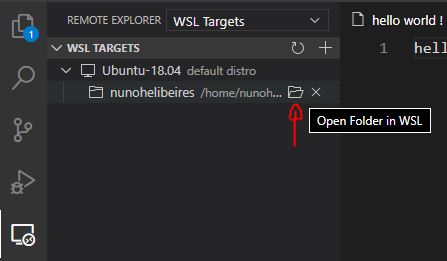 REMOTE EXPLORER WSL Targets
hello world !
1
WSL TARGETS
1 hell
Ubuntu-18.04 default distro
nunohelibeires /home/nunoh...
Open Folder in WSL